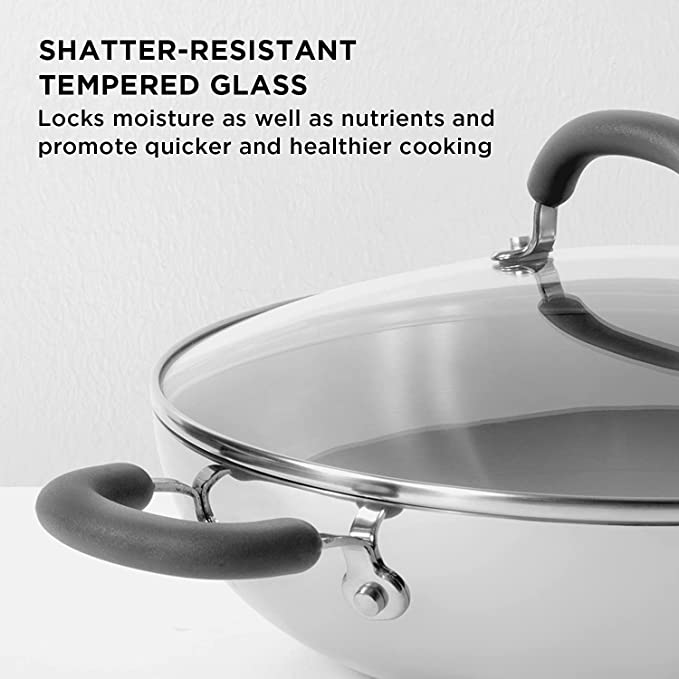 SHATTER-RESISTANT
TEMPERED GLASS
Locks moisture as well as nutrients and
promote quicker and healthier cooking